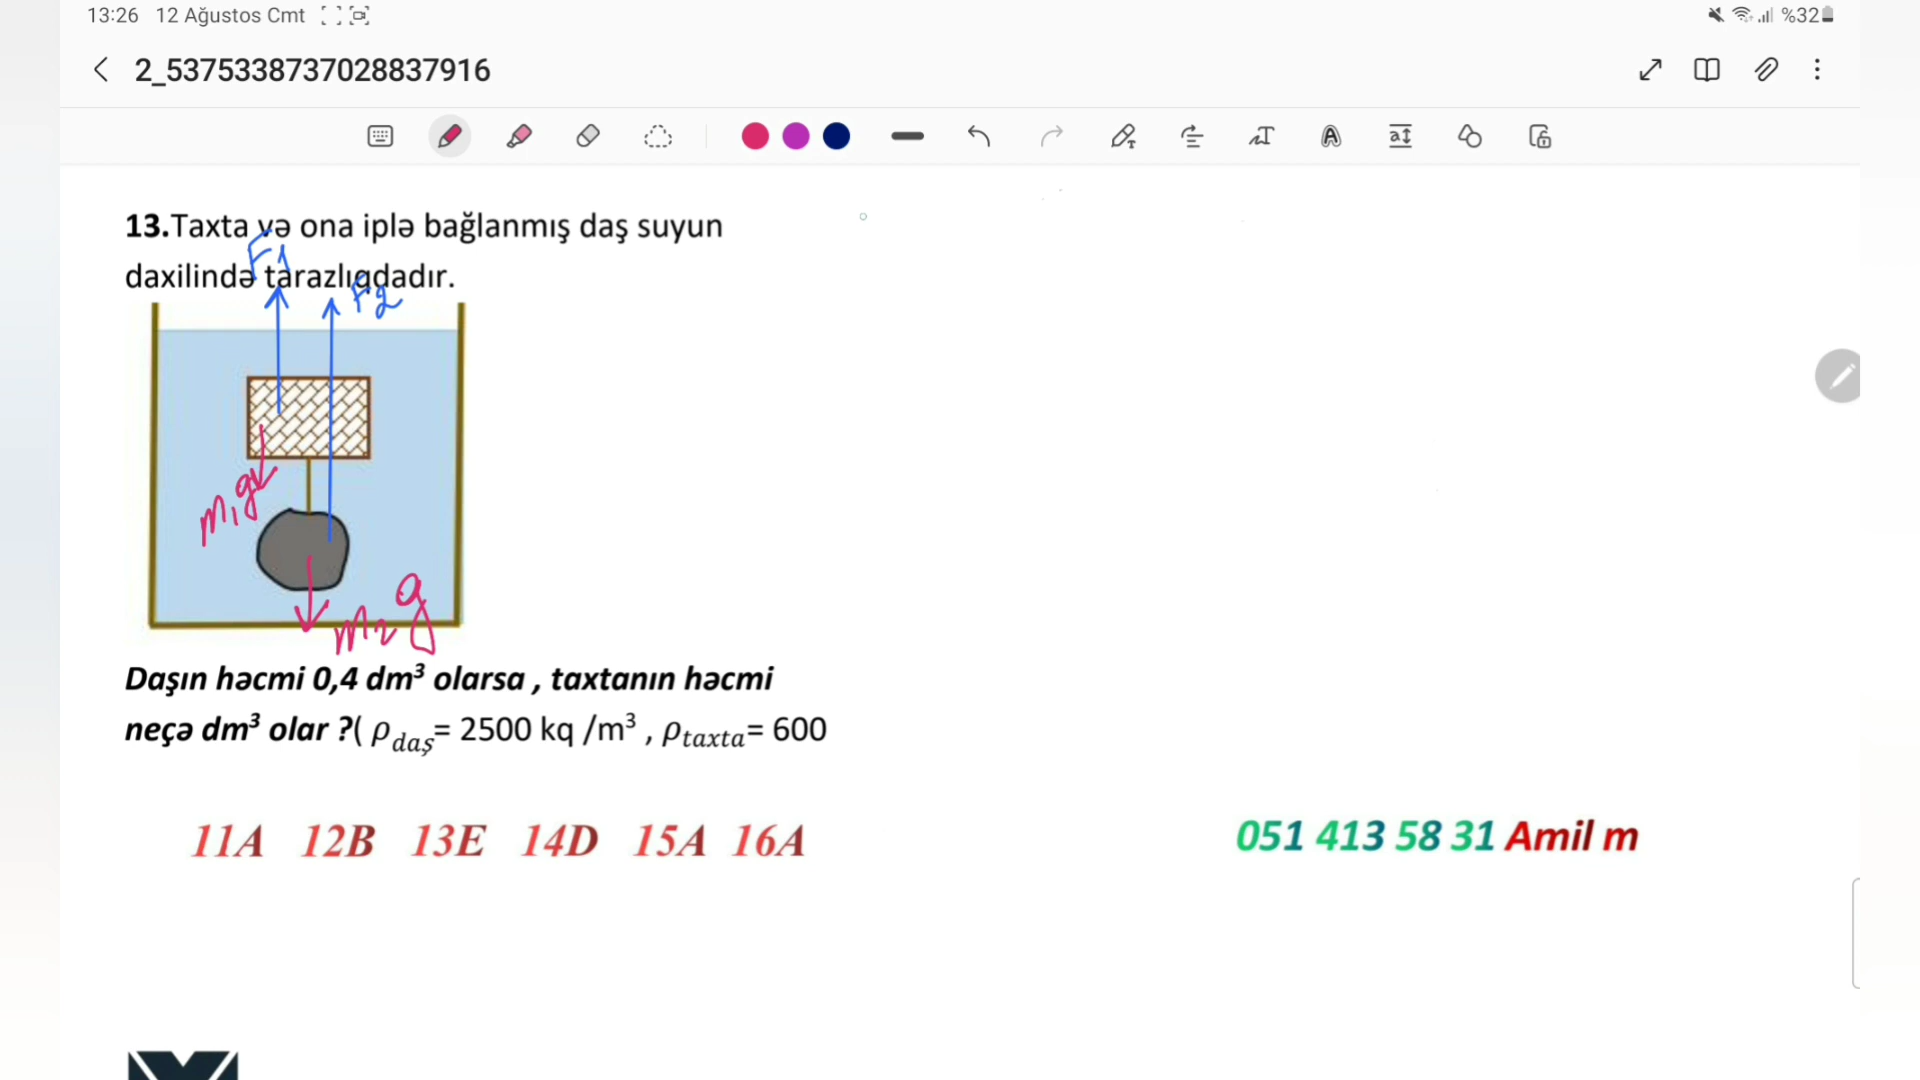 13:26 12 Ağustos Cmt
%32
2_5375338737028837916
13.Taxta və ona iplə bağlanmış daş suyun
daxilində tarazlıqdadır.
F1
F2
m₁g
m₂g
Daşın həcmi 0,4 dm³ olarsa , taxtanın həcmi
neçə dm³ olar ?( ρdaş= 2500 kq /m³ , ρtaxta= 600
11A 12B 13E 14D 15A 16A
051 413 58 31 Amil m